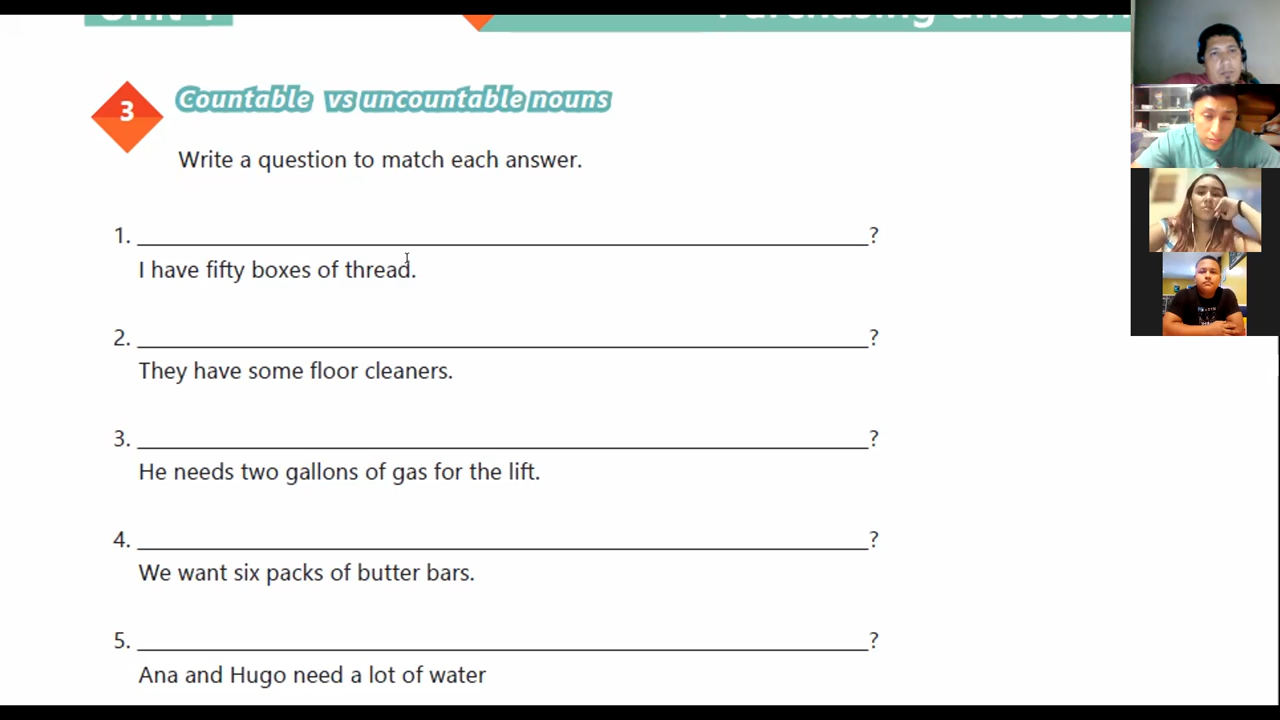 3
Countable vs uncountable nouns
Write a question to match each answer.
1. ?
I have fifty boxes of thread.
2. ?
They have some floor cleaners.
3. ?
He needs two gallons of gas for the lift.
4. ?
We want six packs of butter bars.
5. ?
Ana and Hugo need a lot of water